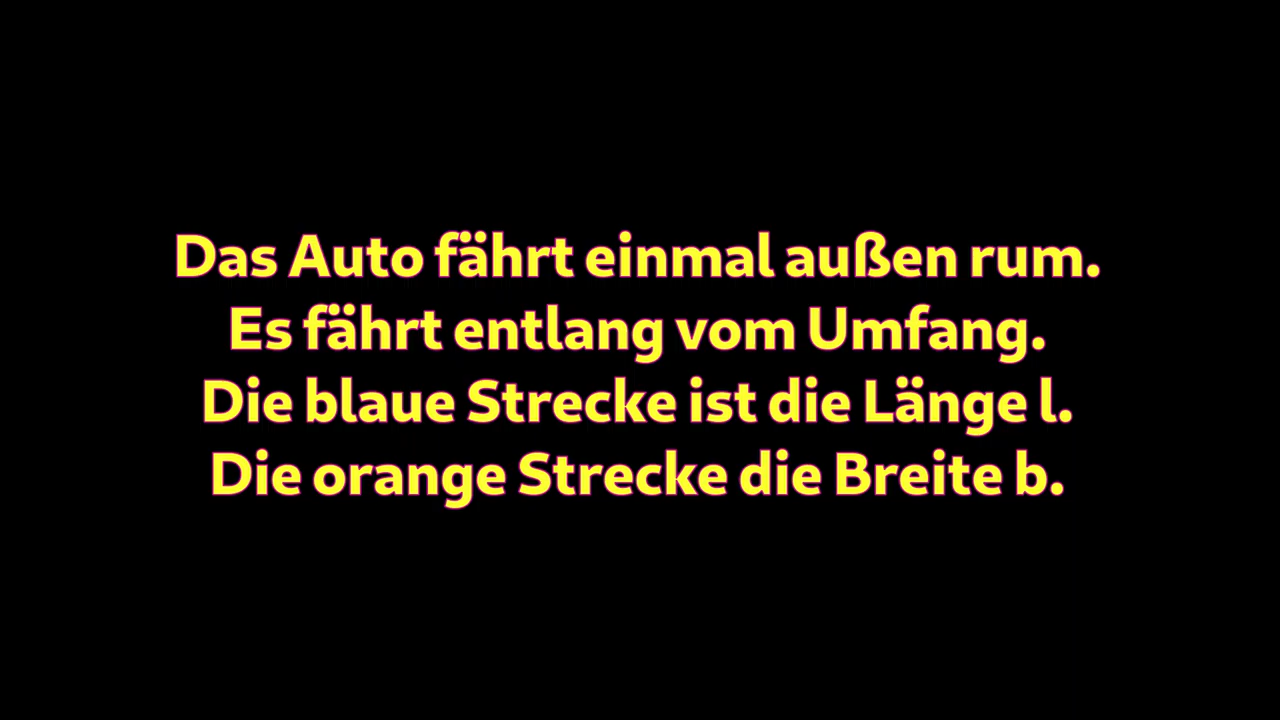 Das Auto fährt einmal außen rum.
Es fährt entlang vom Umfang.
Die blaue Strecke ist die Länge l.
Die orange Strecke die Breite b.